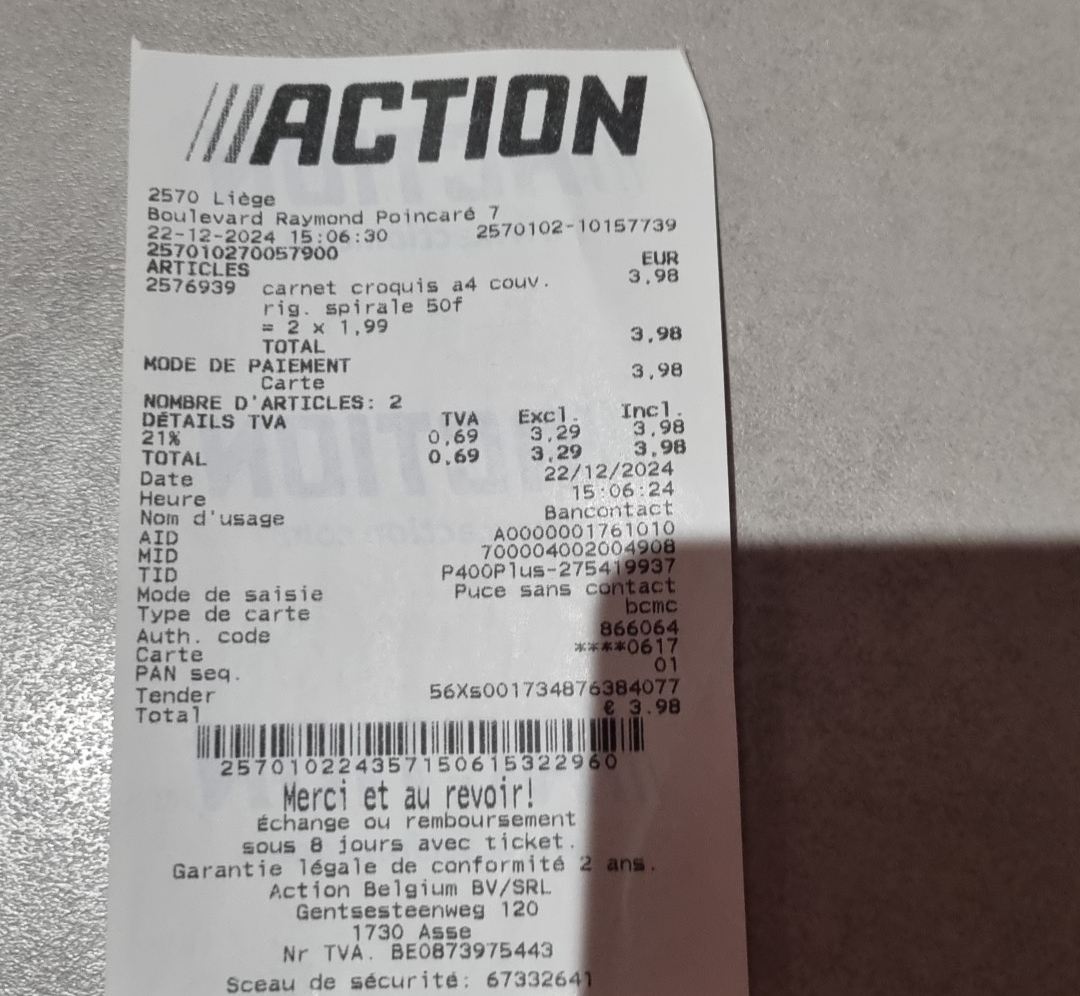 ACTION
2570 Liège
Boulevard Raymond Poincaré 7
22-12-2024 15:06:30 2570102-10157739
257010270057900
ARTICLES EUR
2576939 carnet croquis a4 couv. 3,98
rig. spirale 50f
= 2 x 1,99
TOTAL 3,98
MODE DE PAIEMENT
Carte 3,98
NOMBRE D'ARTICLES: 2
DÉTAILS TVA TVA Excl. Incl.
21% 0,69 3,29 3,98
TOTAL 0,69 3,29 3,98
Date 22/12/2024
Heure 15:06:24
Nom d'usage Bancontact
AID A0000001761010
MID 700004002004908
TID P400Plus-275419937
Mode de saisie Puce sans contact
Type de carte bcmc
Auth. code 866064
Carte ****0617
PAN seq. 01
Tender 56Xs001734876384077
Total € 3.98
257010224357150615322960
Merci et au revoir!
Échange ou remboursement
sous 8 jours avec ticket.
Garantie légale de conformité 2 ans.
Action Belgium BV/SRL
Gentsesteenweg 120
1730 Asse
Nr TVA. BE0873975443
Sceau de sécurité: 67332641